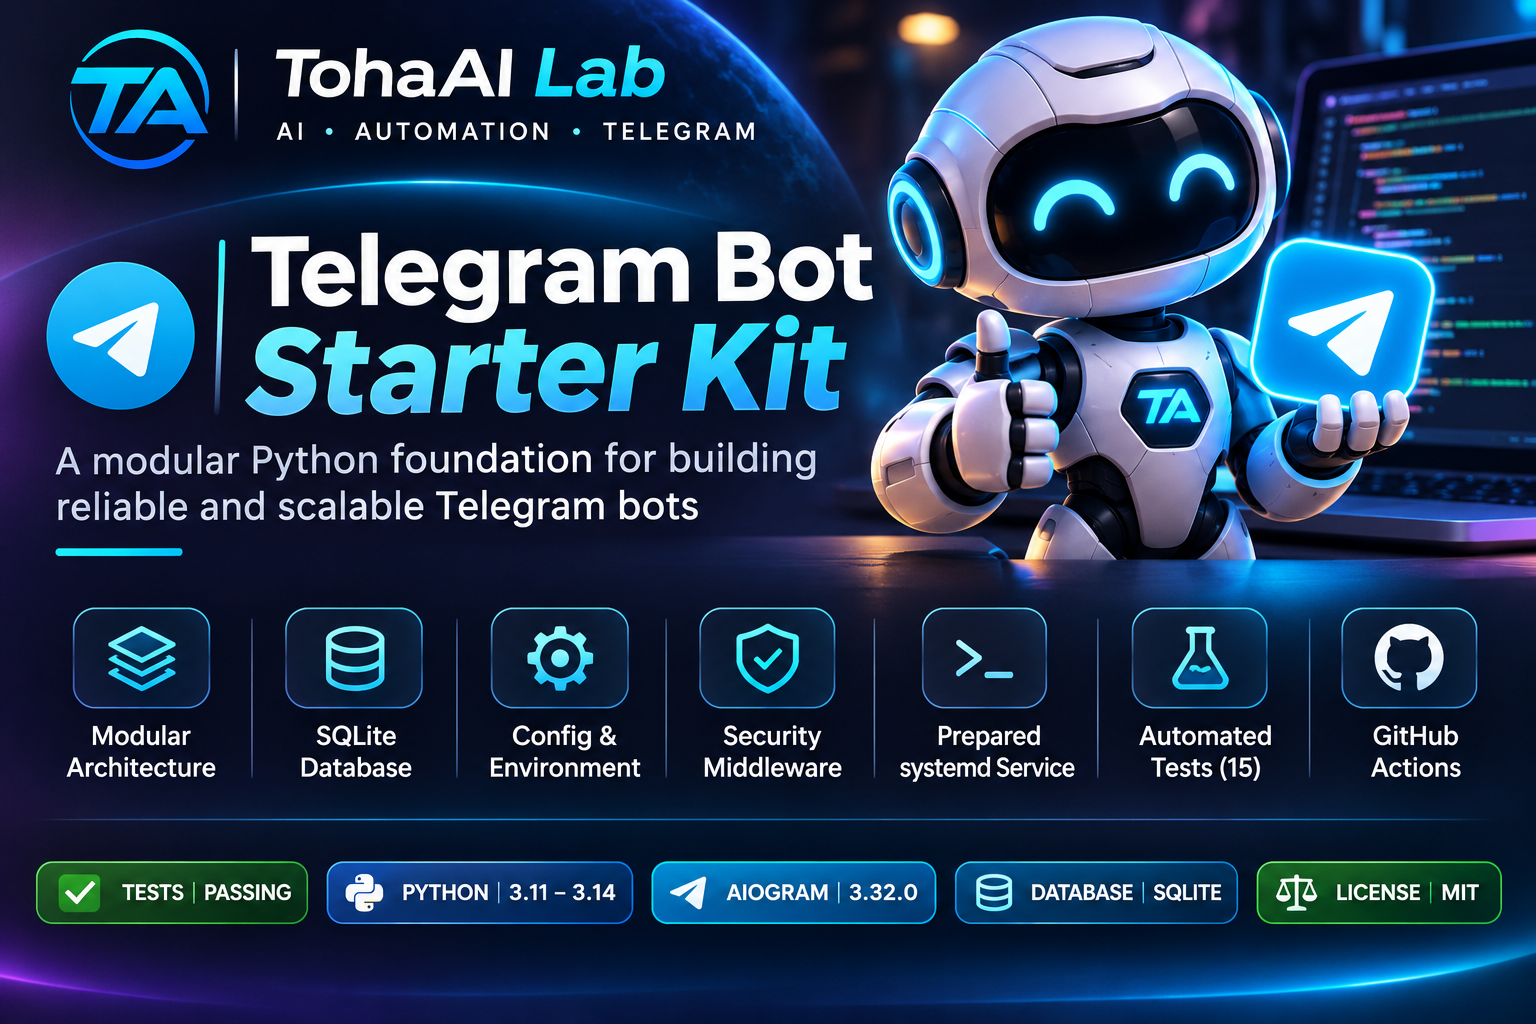 TA
TohaAI Lab
AI • AUTOMATION • TELEGRAM
Telegram Bot
Starter Kit
A modular Python foundation for building
reliable and scalable Telegram bots
TA
Modular
Architecture
SQLite
Database
Config &
Environment
Security
Middleware
Prepared
systemd Service
Automated
Tests (15)
GitHub
Actions
TESTS | PASSING
PYTHON | 3.11 – 3.14
AIOGRAM | 3.32.0
DATABASE | SQLITE
LICENSE | MIT